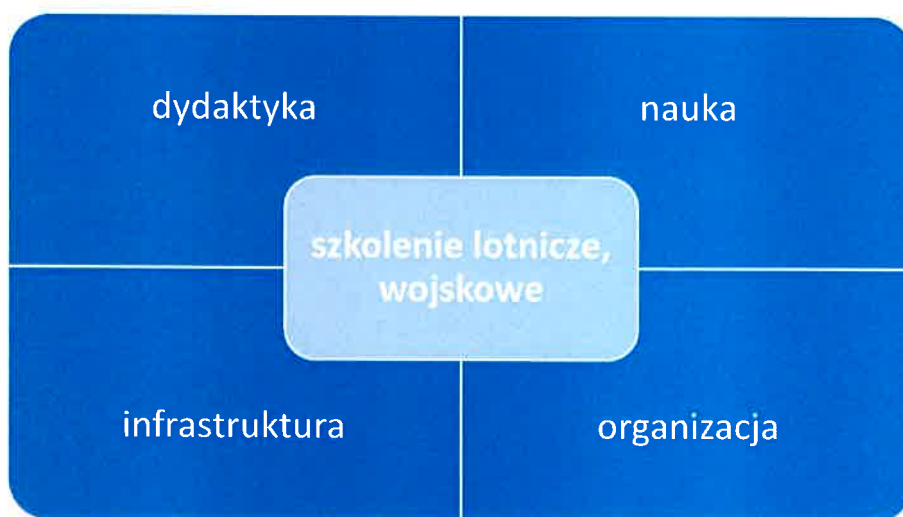 dydaktyka
nauka
szkolenie lotnicze,
wojskowe
infrastruktura
organizacja